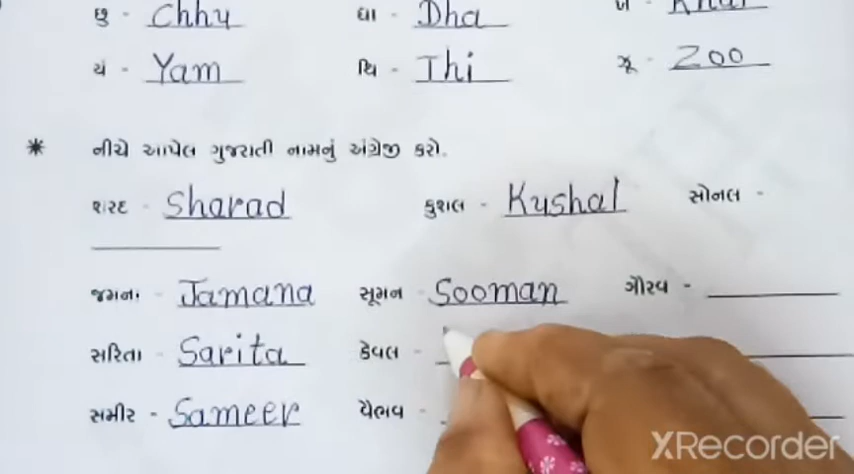 છુ - Chhu ઘા - Dha ખ -
યં - Yam થિ - Thi ઝૂ - Zoo
* નીચે આપેલ ગુજરાતી નામનું અંગ્રેજી કરો.
શરદ - Sharad કુશલ - Kushal સોનલ -
જમના - Jamana સૂમન - Sooman ગૌરવ -
સરિતા - Sarita કેવલ -
સમીર - Sameer વૈભવ -
XRecorder